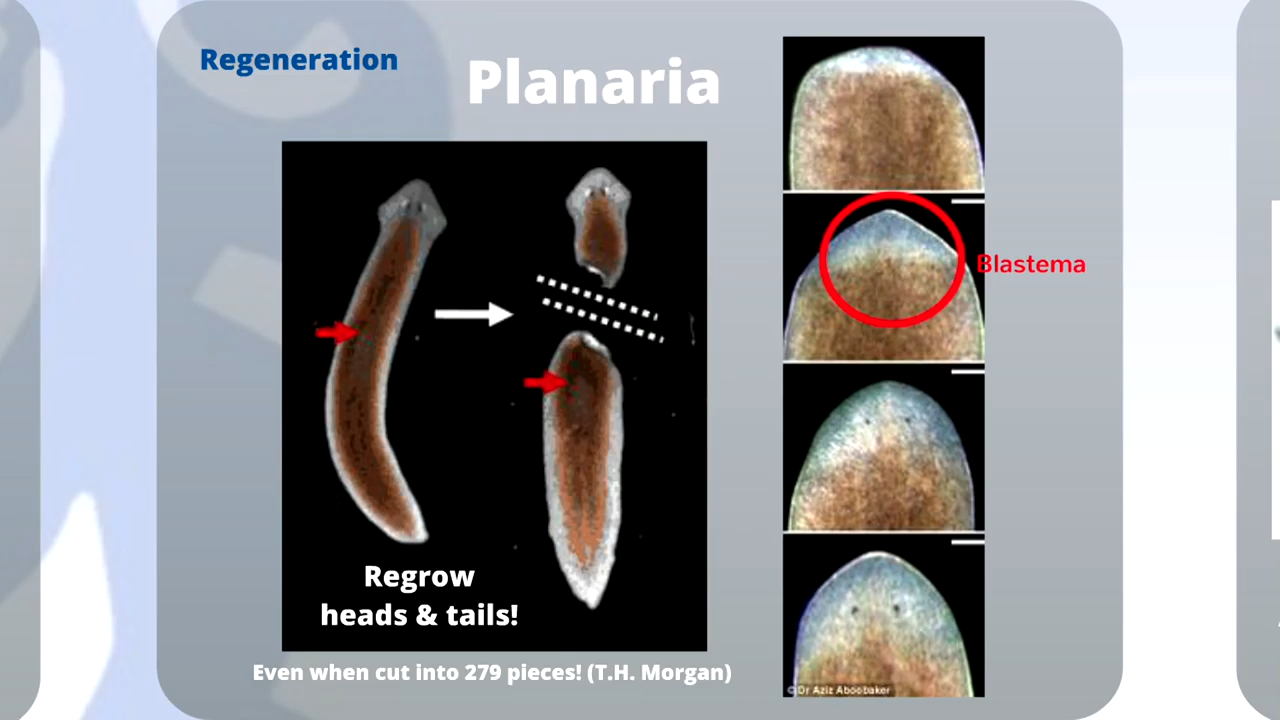 Regeneration
Planaria
Blastema
Regrow
heads & tails!
Even when cut into 279 pieces! (T.H. Morgan)
© Dr Aziz Aboobaker